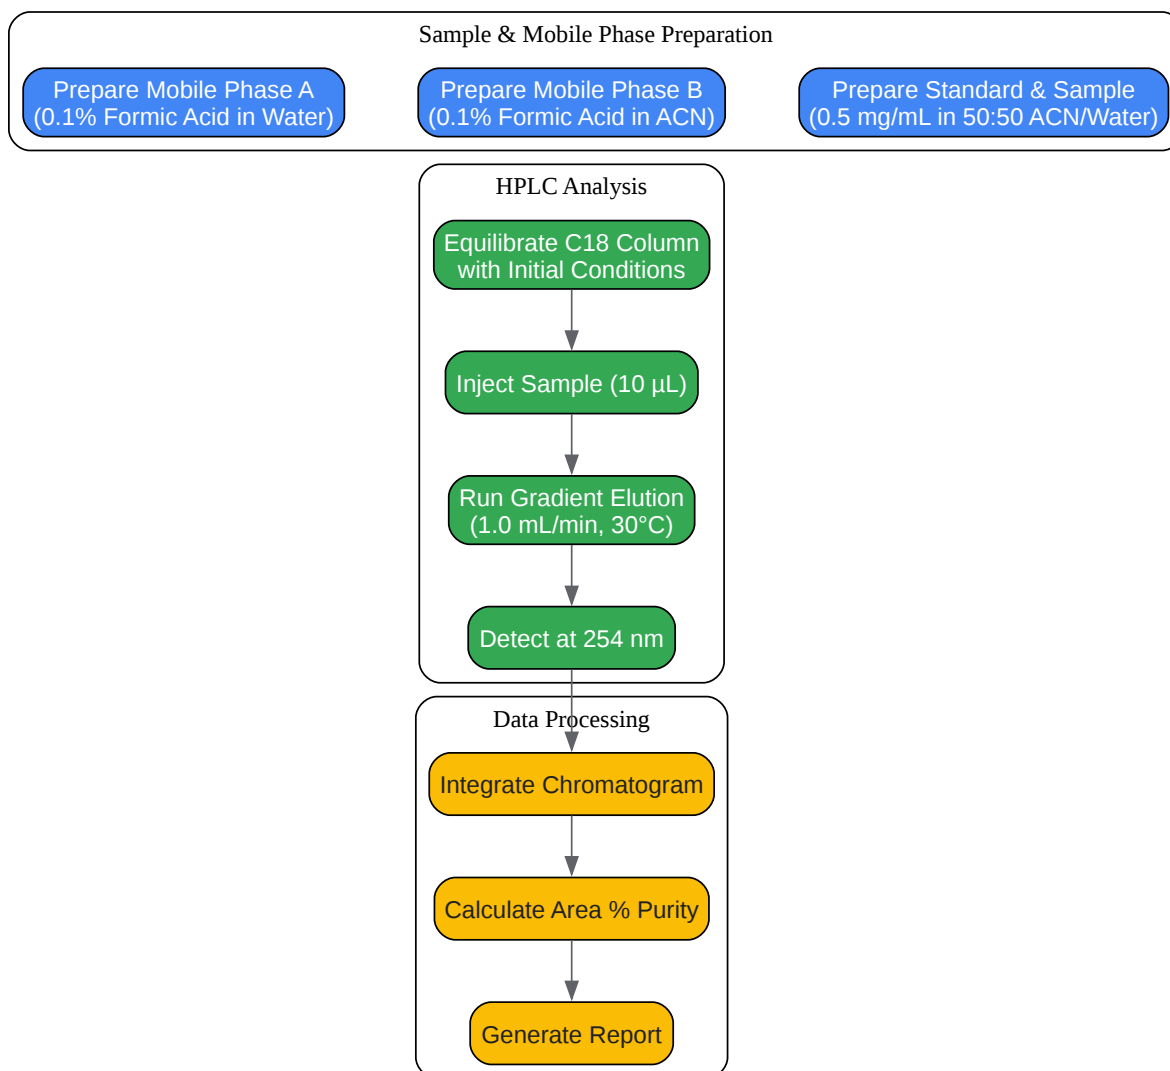 Sample & Mobile Phase Preparation
Prepare Mobile Phase A
(0.1% Formic Acid in Water)
Prepare Mobile Phase B
(0.1% Formic Acid in ACN)
Prepare Standard & Sample
(0.5 mg/mL in 50:50 ACN/Water)
HPLC Analysis
Equilibrate C18 Column
with Initial Conditions
Inject Sample (10 µL)
Run Gradient Elution
(1.0 mL/min, 30°C)
Detect at 254 nm
Data Processing
Integrate Chromatogram
Calculate Area % Purity
Generate Report